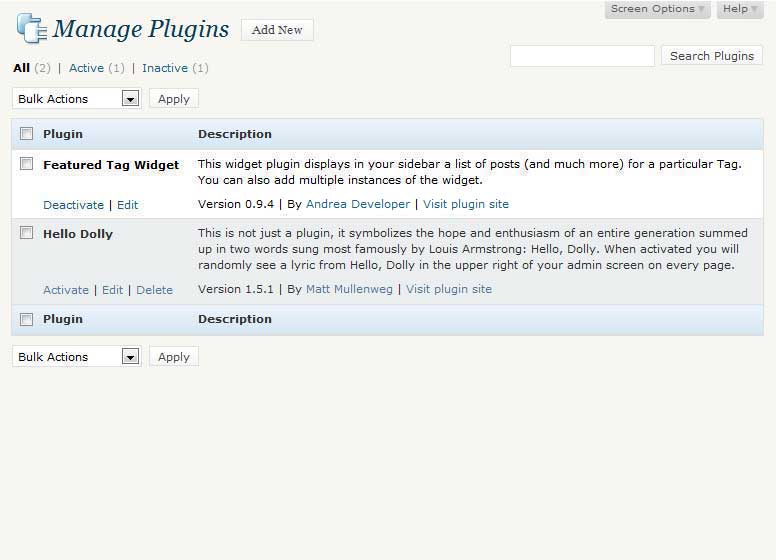 Screen Options Help
Manage Plugins Add New
All (2) | Active (1) | Inactive (1)
Search Plugins
Bulk Actions Apply
Plugin Description
Featured Tag Widget This widget plugin displays in your sidebar a list of posts (and much more) for a particular Tag.
You can also add multiple instances of the widget.
Deactivate | Edit Version 0.9.4 | By Andrea Developer | Visit plugin site
Hello Dolly This is not just a plugin, it symbolizes the hope and enthusiasm of an entire generation summed
up in two words sung most famously by Louis Armstrong: Hello, Dolly. When activated you will
randomly see a lyric from Hello, Dolly in the upper right of your admin screen on every page.
Activate | Edit | Delete Version 1.5.1 | By Matt Mullenweg | Visit plugin site
Plugin Description
Bulk Actions Apply